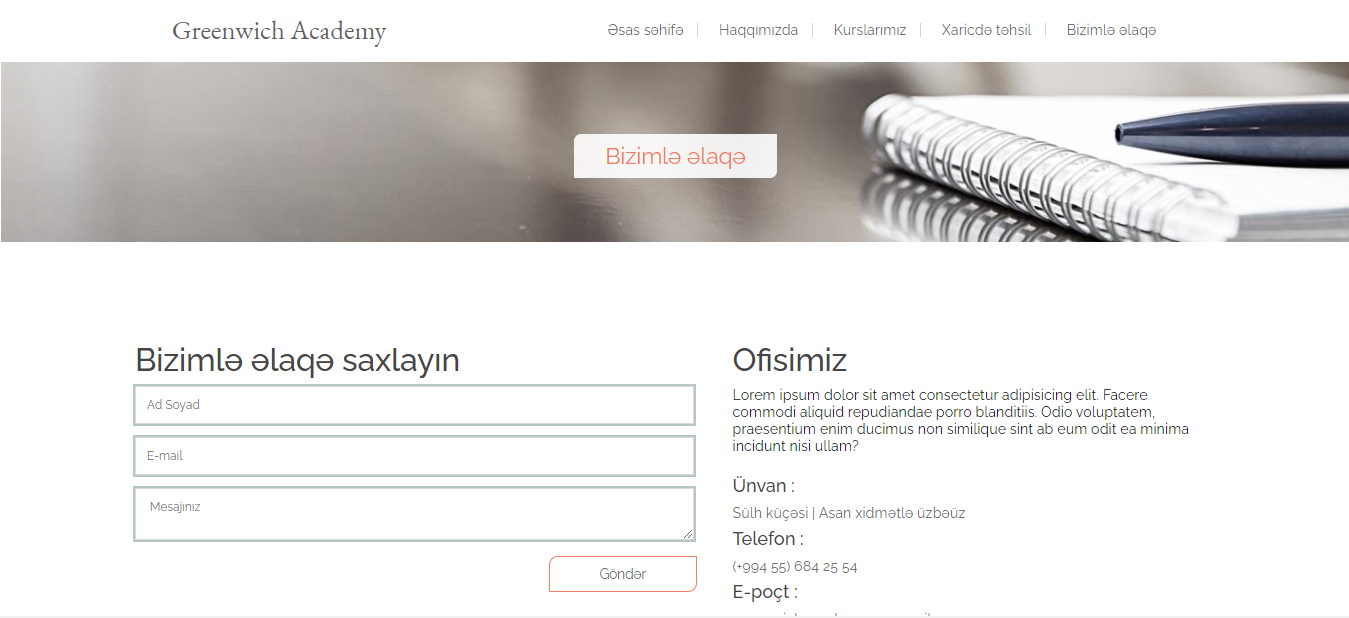 Greenwich Academy
Əsas səhifə
Haqqımızda
Kurslarımız
Xaricdə təhsil
Bizimlə əlaqə
Bizimlə əlaqə
Bizimlə əlaqə saxlayın
Ad Soyad
E-mail
Mesajınız
Göndər
Ofisimiz
Lorem ipsum dolor sit amet consectetur adipisicing elit. Facere
commodi aliquid repudiandae porro blanditiis. Odio voluptatem,
praesentium enim ducimus non similique sint ab eum odit ea minima
incidunt nisi ullam?
Ünvan :
Sülh küçəsi | Asan xidmətlə üzbəüz
Telefon :
(+994 55) 684 25 54
E-poçt :